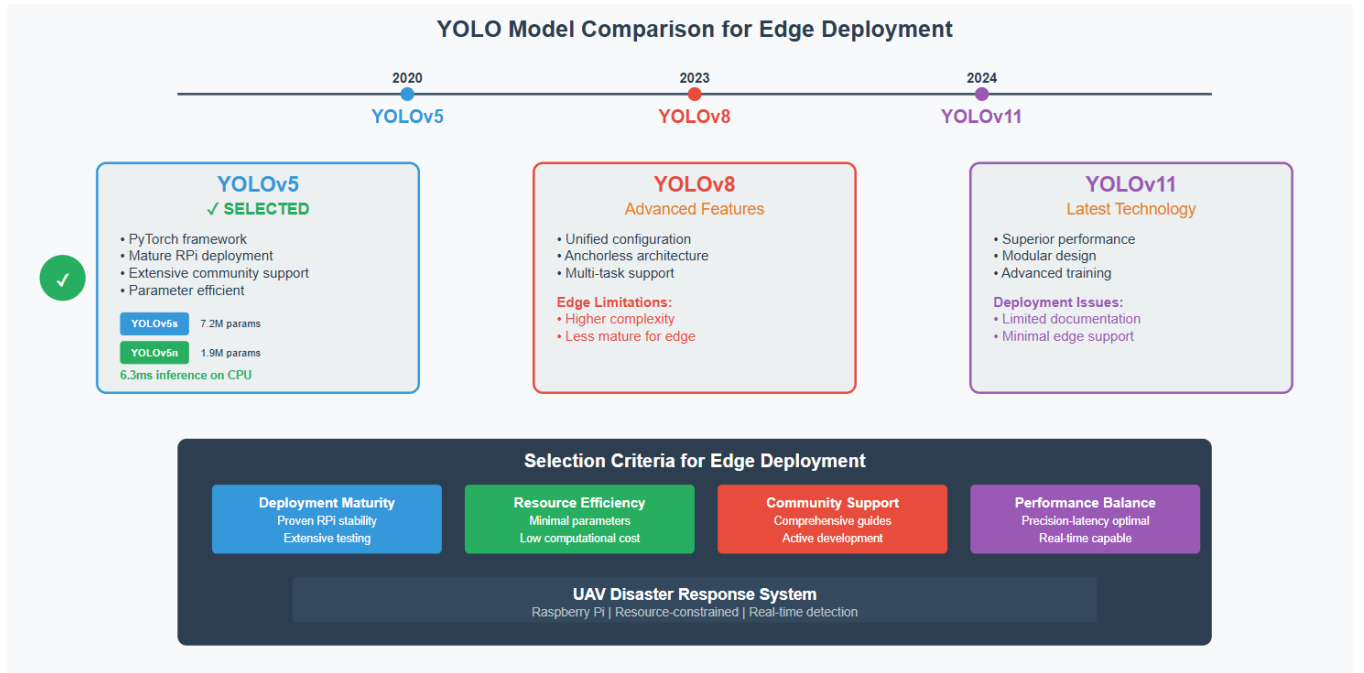 YOLO Model Comparison for Edge Deployment
2020
2023
2024
YOLOv5
YOLOv8
YOLOv11
YOLOv5
✓ SELECTED
• PyTorch framework
• Mature RPi deployment
• Extensive community support
• Parameter efficient
YOLOv5s 7.2M params
YOLOv5n 1.9M params
6.3ms inference on CPU
✓
YOLOv8
Advanced Features
• Unified configuration
• Anchorless architecture
• Multi-task support
Edge Limitations:
• Higher complexity
• Less mature for edge
YOLOv11
Latest Technology
• Superior performance
• Modular design
• Advanced training
Deployment Issues:
• Limited documentation
• Minimal edge support
Selection Criteria for Edge Deployment
Deployment Maturity
Proven RPi stability
Extensive testing
Resource Efficiency
Minimal parameters
Low computational cost
Community Support
Comprehensive guides
Active development
Performance Balance
Precision-latency optimal
Real-time capable
UAV Disaster Response System
Raspberry Pi | Resource-constrained | Real-time detection